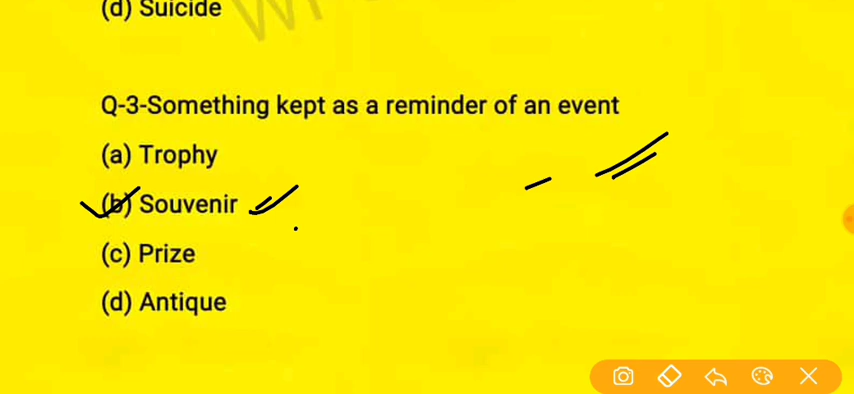 (d) Suicide
Q-3-Something kept as a reminder of an event
(a) Trophy
(b) Souvenir
(c) Prize
(d) Antique